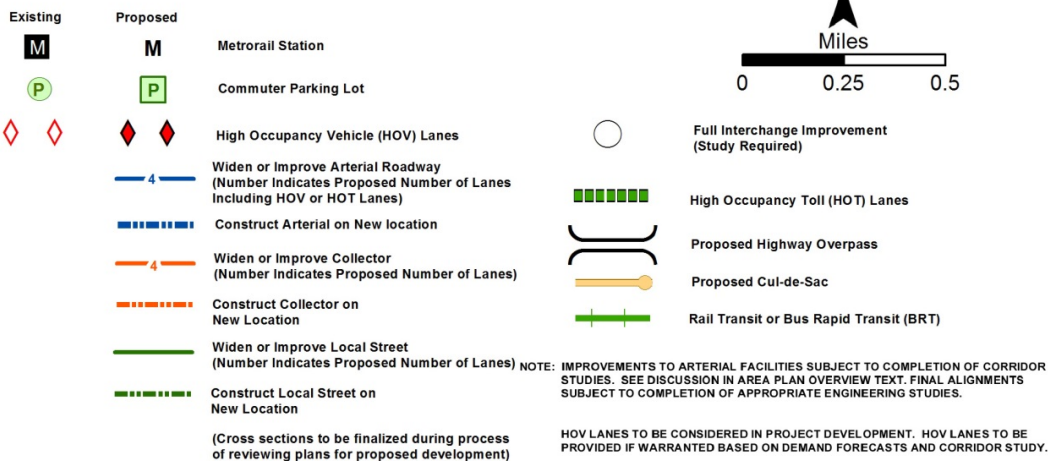 Existing
Proposed
M
M
Metrorail Station
P
P
Commuter Parking Lot
High Occupancy Vehicle (HOV) Lanes
4
Widen or Improve Arterial Roadway
(Number Indicates Proposed Number of Lanes
Including HOV or HOT Lanes)
Construct Arterial on New location
4
Widen or Improve Collector
(Number Indicates Proposed Number of Lanes)
Construct Collector on
New Location
Widen or Improve Local Street
(Number Indicates Proposed Number of Lanes)
Construct Local Street on
New Location
(Cross sections to be finalized during process
of reviewing plans for proposed development)
Miles
0 0.25 0.5
Full Interchange Improvement
(Study Required)
High Occupancy Toll (HOT) Lanes
Proposed Highway Overpass
Proposed Cul-de-Sac
Rail Transit or Bus Rapid Transit (BRT)
NOTE: IMPROVEMENTS TO ARTERIAL FACILITIES SUBJECT TO COMPLETION OF CORRIDOR
STUDIES. SEE DISCUSSION IN AREA PLAN OVERVIEW TEXT. FINAL ALIGNMENTS
SUBJECT TO COMPLETION OF APPROPRIATE ENGINEERING STUDIES.
HOV LANES TO BE CONSIDERED IN PROJECT DEVELOPMENT. HOV LANES TO BE
PROVIDED IF WARRANTED BASED ON DEMAND FORECASTS AND CORRIDOR STUDY.